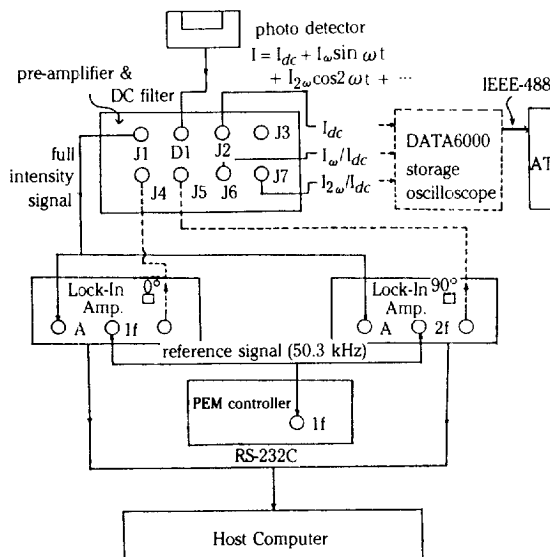 photo detector
I = I_dc + I_ω sin ωt
+ I_2ω cos2ωt + ···
pre-amplifier &
DC filter
IEEE-488
J1 D1 J2 J3
J4 J5 J6 J7
I_dc
I_ω/I_dc
I_2ω/I_dc
DATA6000
storage
oscilloscope
AT
full
intensity
signal
Lock-In
Amp.
0°
A 1f
Lock-In
Amp.
90°
A 2f
reference signal (50.3 kHz)
PEM controller
1f
RS-232C
Host Computer